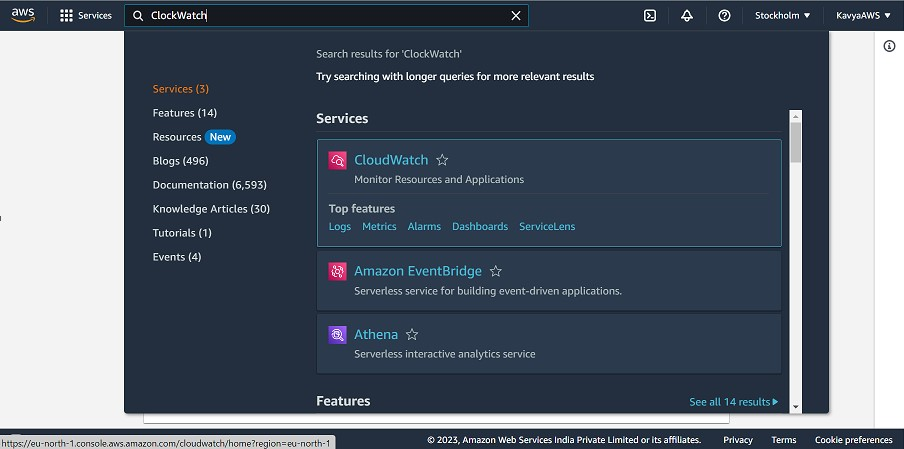 aws
Services
ClockWatch
Stockholm ▼
KavyaAWS ▼
Search results for 'ClockWatch'
Try searching with longer queries for more relevant results
Services (3)
Features (14)
Resources New
Blogs (496)
Documentation (6,593)
Knowledge Articles (30)
Tutorials (1)
Events (4)
Services
CloudWatch
Monitor Resources and Applications
Top features
Logs Metrics Alarms Dashboards ServiceLens
Amazon EventBridge
Serverless service for building event-driven applications.
Athena
Serverless interactive analytics service
Features
See all 14 results
https://eu-north-1.console.aws.amazon.com/cloudwatch/home?region=eu-north-1
© 2023, Amazon Web Services India Private Limited or its affiliates.
Privacy
Terms
Cookie preferences